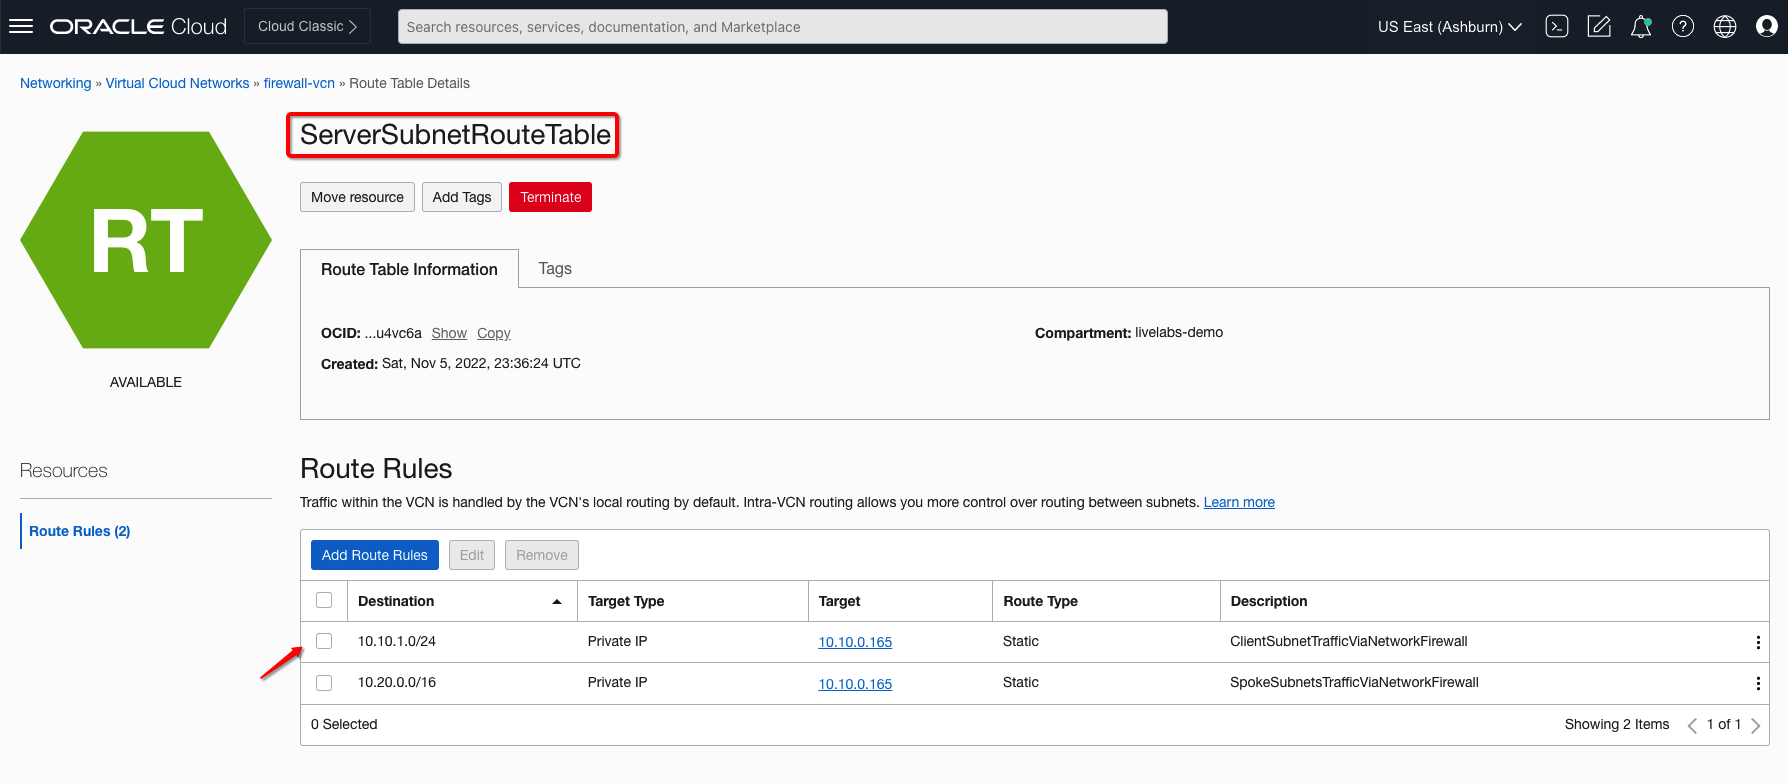 ORACLE Cloud Cloud Classic Search resources, services, documentation, and Marketplace US East (Ashburn)
Networking » Virtual Cloud Networks » firewall-vcn » Route Table Details
RT
AVAILABLE
ServerSubnetRouteTable
Move resource Add Tags Terminate
Route Table Information Tags
OCID: ...u4vc6a Show Copy Compartment: livelabs-demo
Created: Sat, Nov 5, 2022, 23:36:24 UTC
Resources
Route Rules (2)
Route Rules
Traffic within the VCN is handled by the VCN's local routing by default. Intra-VCN routing allows you more control over routing between subnets. Learn more
Add Route Rules Edit Remove
Destination Target Type Target Route Type Description
10.10.1.0/24 Private IP 10.10.0.165 Static ClientSubnetTrafficViaNetworkFirewall
10.20.0.0/16 Private IP 10.10.0.165 Static SpokeSubnetsTrafficViaNetworkFirewall
0 Selected Showing 2 Items 1 of 1